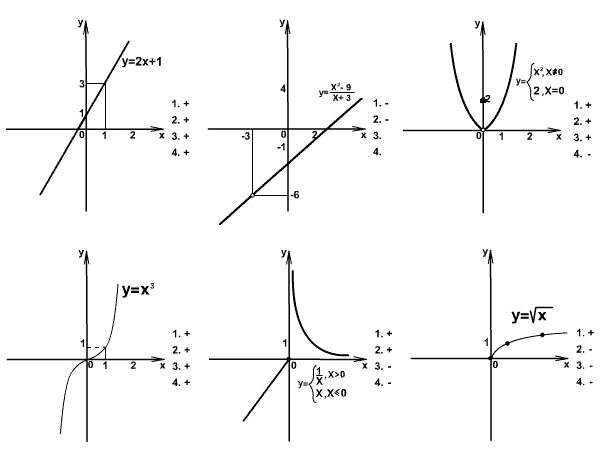 y
y=2x+1
3
1
0 1 2 x
1. +
2. +
3. +
4. +
y
4
y= X²- 9 / X+ 3
-3 0 2 x
-1
-6
1. -
2. -
3.
4.
y
y= { X², X≠0
2 ,X=0
2
0 1 2 x
1. +
2. +
3. +
4. -
y
y=x³
1
0 1 2 x
1. +
2. +
3. +
4. +
y
1
0 x
y= { 1/X , X>0
X, X≤0
1. +
2. +
3. -
4. -
y
y=√x
1
0 x
1. +
2. -
3. -
4. -